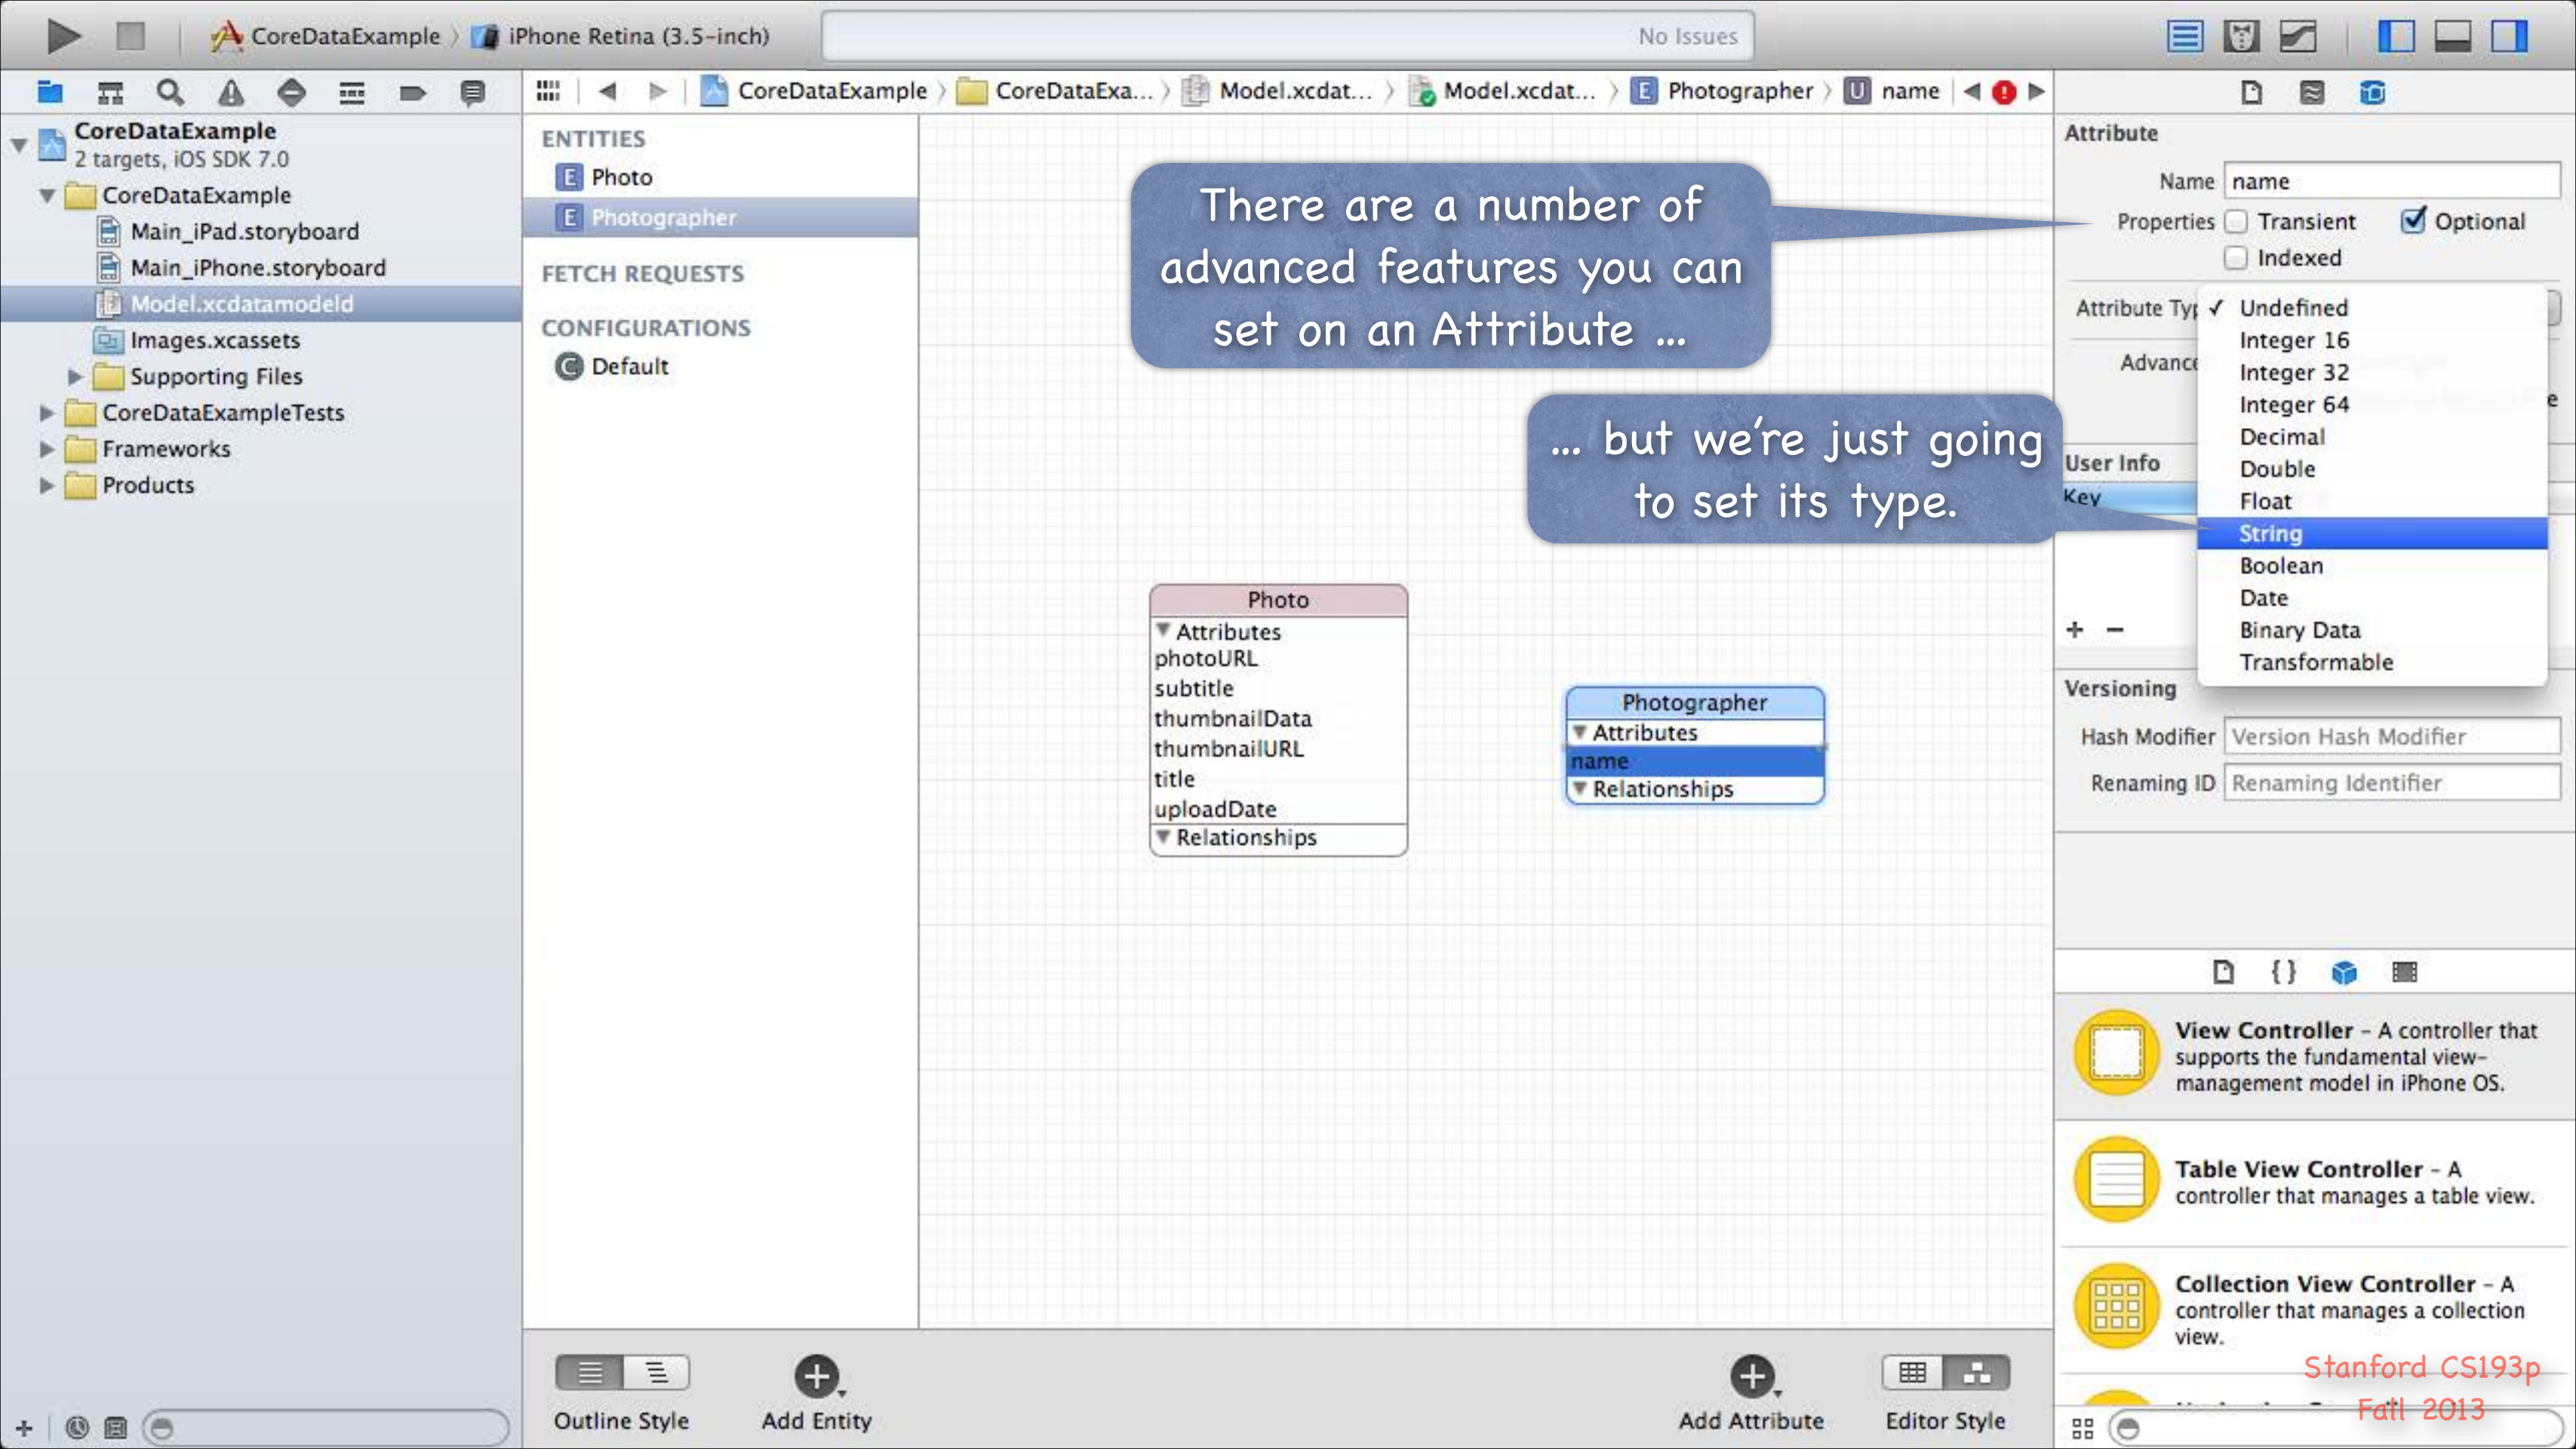 CoreDataExample iPhone Retina (3.5-inch)
No Issues
CoreDataExample CoreDataExa... Model.xcdat... Model.xcdat... E Photographer U name
CoreDataExample
2 targets, iOS SDK 7.0
CoreDataExample
Main_iPad.storyboard
Main_iPhone.storyboard
Model.xcdatamodeld
Images.xcassets
Supporting Files
CoreDataExampleTests
Frameworks
Products
ENTITIES
E Photo
E Photographer
FETCH REQUESTS
CONFIGURATIONS
C Default
There are a number of
advanced features you can
set on an Attribute ...
... but we're just going
to set its type.
Photo
Attributes
photoURL
subtitle
thumbnailData
thumbnailURL
title
uploadDate
Relationships
Photographer
Attributes
name
Relationships
Attribute
Name name
Properties Transient Optional
Indexed
Attribute Typ ✓ Undefined
Integer 16
Advance Integer 32
Integer 64
Decimal
User Info Double
Key Float
String
Boolean
Date
+ - Binary Data
Transformable
Versioning
Hash Modifier Version Hash Modifier
Renaming ID Renaming Identifier
{}
View Controller - A controller that
supports the fundamental view-
management model in iPhone OS.
Table View Controller - A
controller that manages a table view.
Collection View Controller - A
controller that manages a collection
view.
Outline Style Add Entity Add Attribute Editor Style
Stanford CS193p
Fall 2013